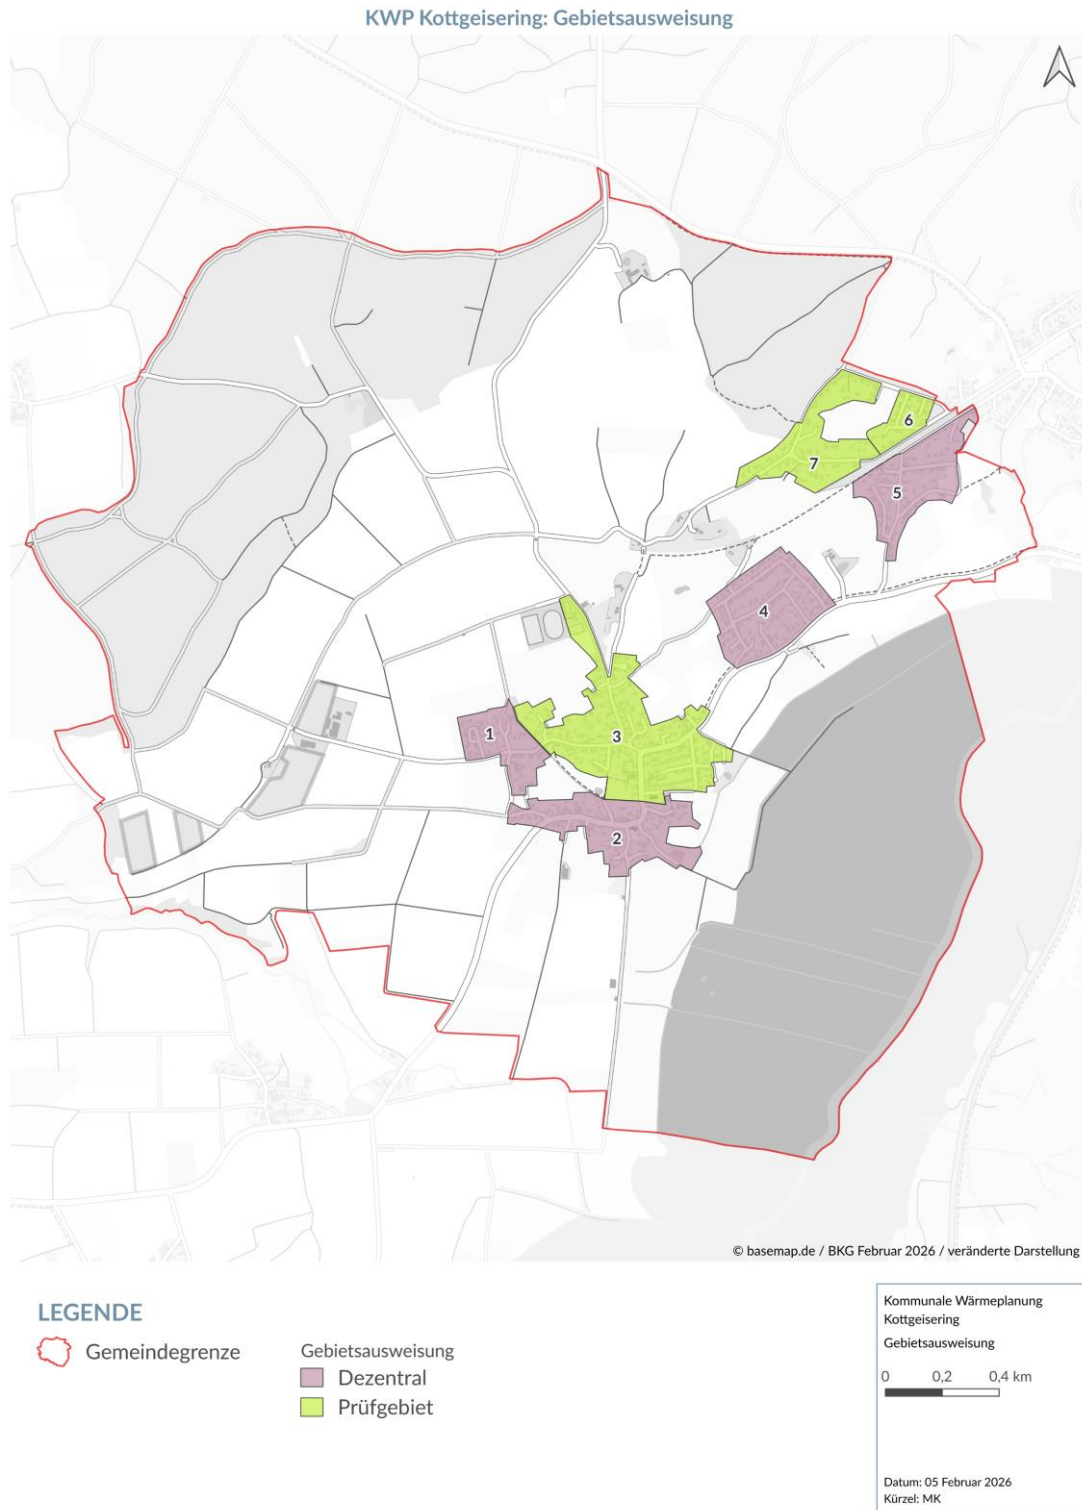 KWP Kottgeisering: Gebietsausweisung
6
7
5
4
1
3
2
© basemap.de / BKG Februar 2026 / veränderte Darstellung
LEGENDE
Gemeindegrenze
Gebietsausweisung
Dezentral
Prüfgebiet
Kommunale Wärmeplanung
Kottgeisering
Gebietsausweisung
0 0,2 0,4 km
Datum: 05 Februar 2026
Kürzel: MK